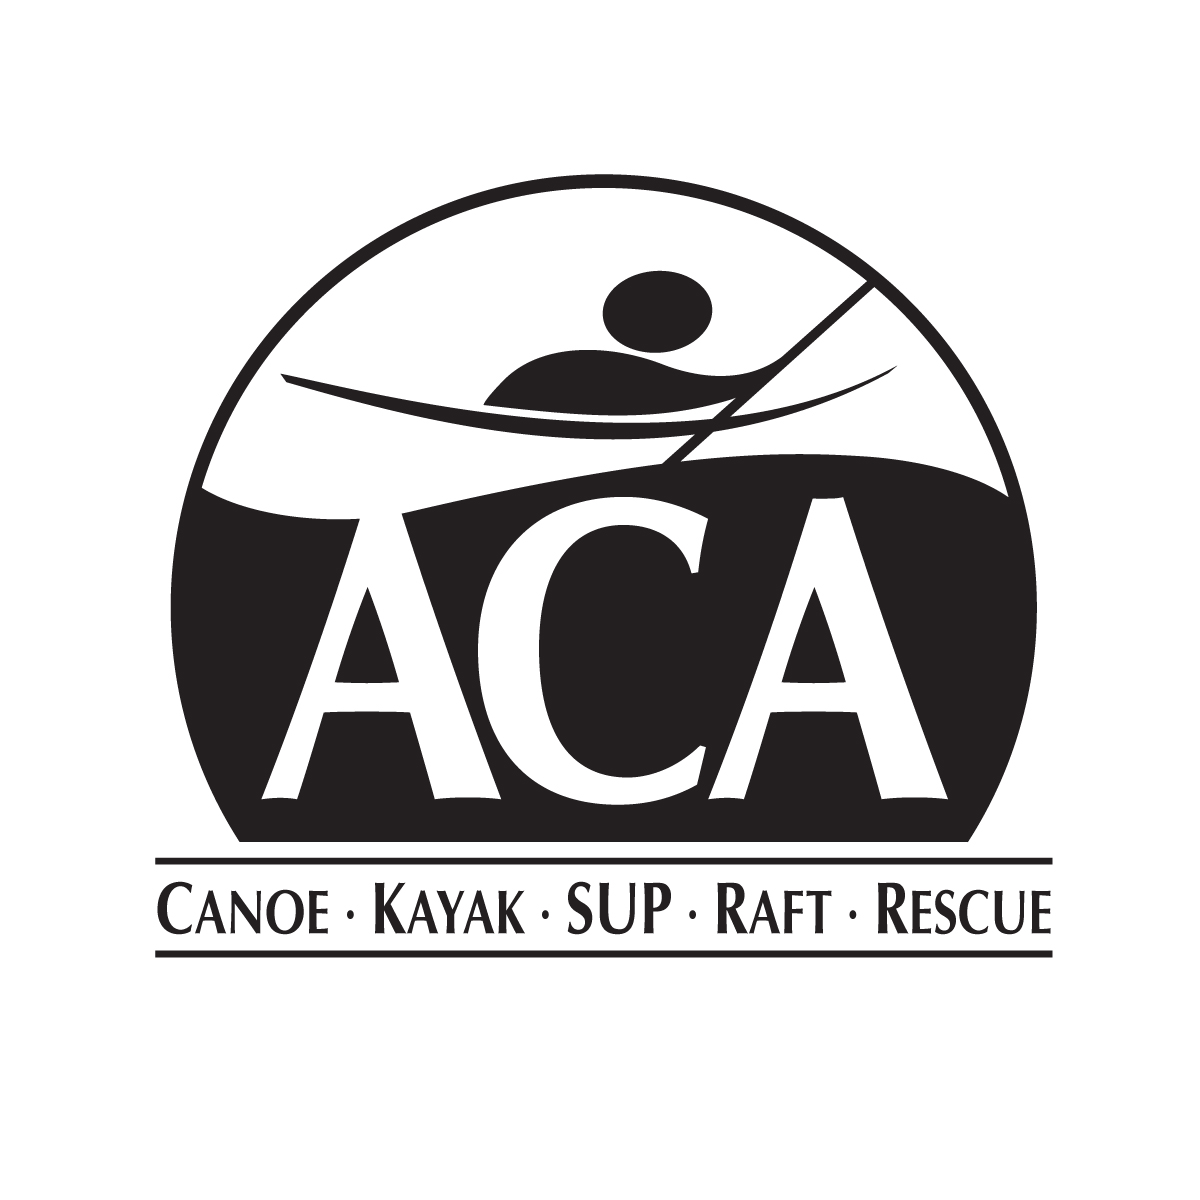 ACA
CANOE · KAYAK · SUP · RAFT · RESCUE